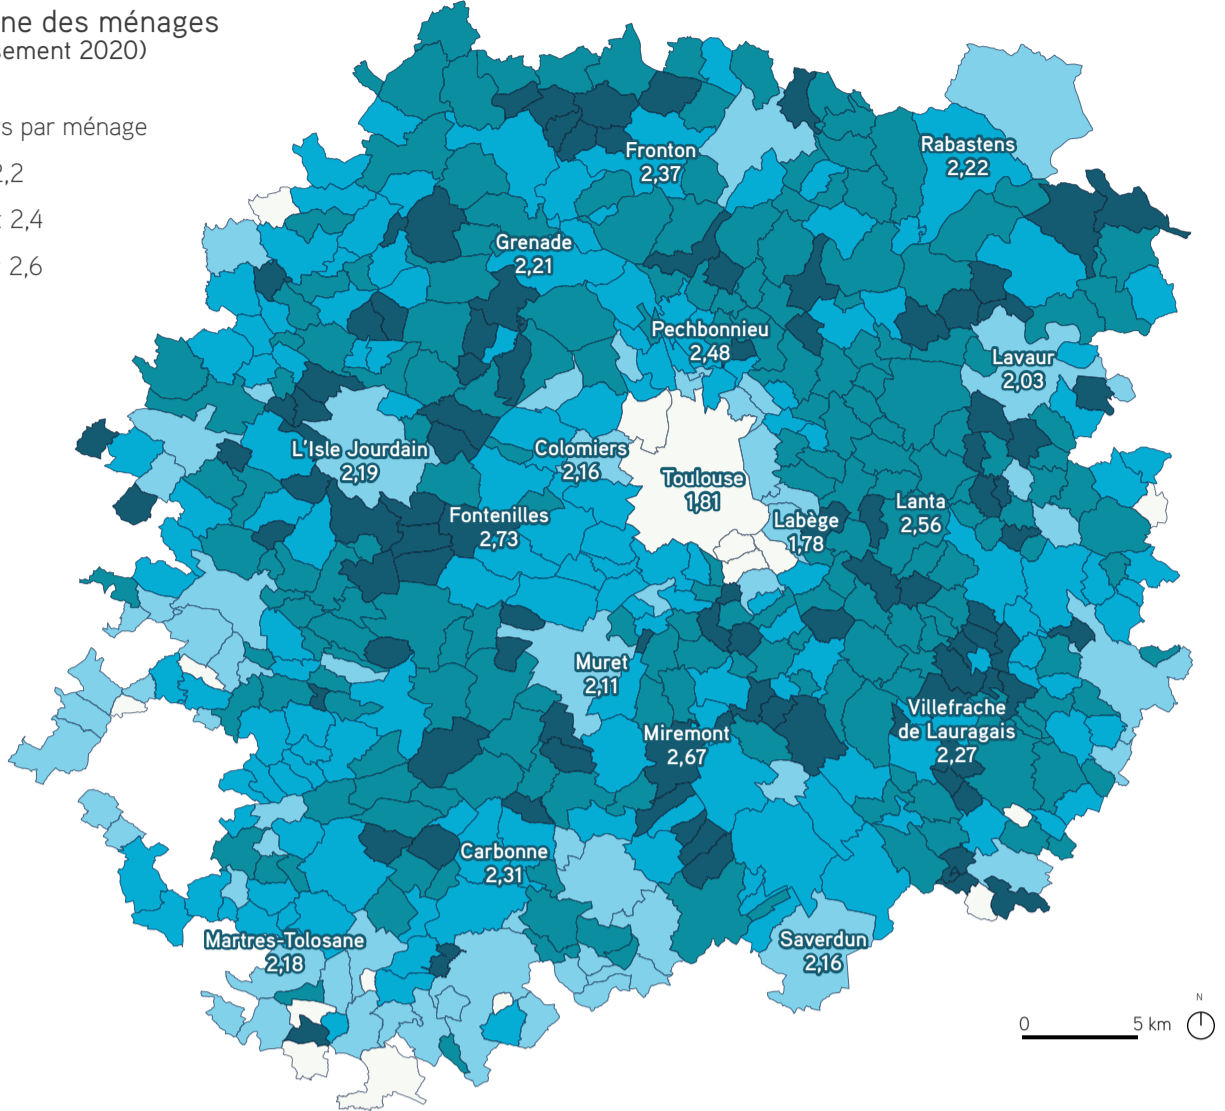 ne des ménages
sement 2020)
s par ménage
2,2
2,4
2,6
Fronton
2,37
Rabastens
2,22
Grenade
2,21
Pechbonnieu
2,48
Lavaur
2,03
L'Isle Jourdain
2,19
Colomiers
2,16
Toulouse
1,81
Fontenilles
2,73
Labège
1,78
Lanta
2,56
Muret
2,11
Miremont
2,67
Villefrache
de Lauragais
2,27
Carbonne
2,31
Martres-Tolosane
2,18
Saverdun
2,16
N
0 5 km